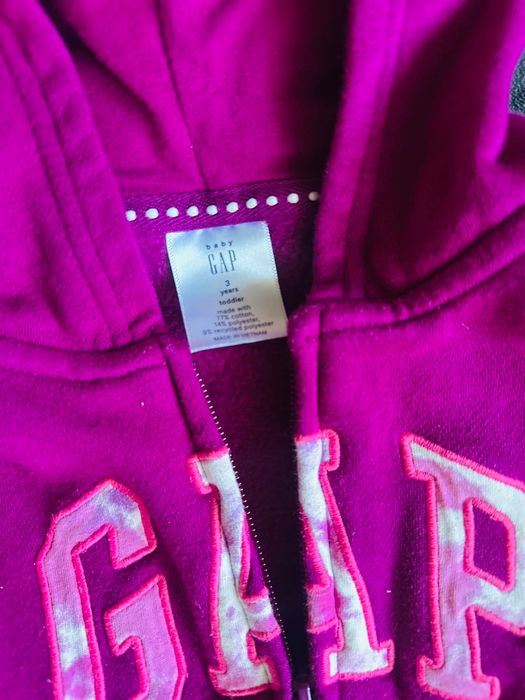 baby
GAP
3
years
toddler
made with
77% cotton,
14% polyester,
9% recycled polyester
MADE IN VIETNAM
GAP